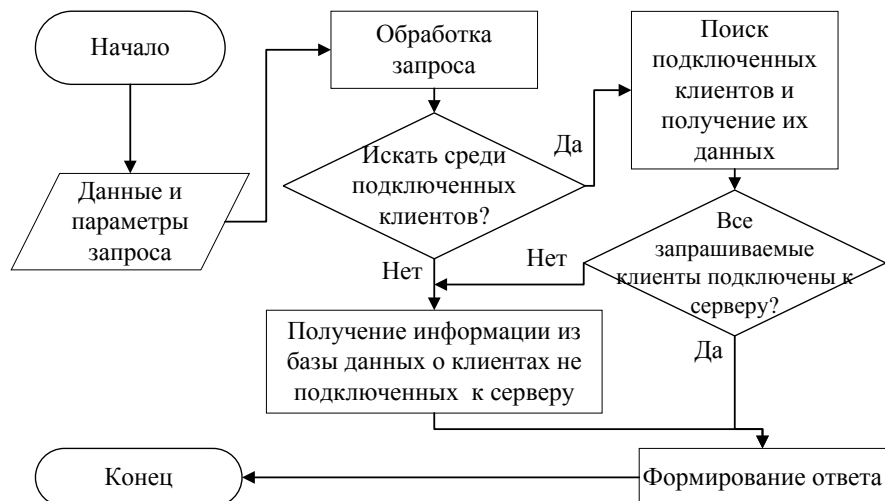 Начало
Данные и
параметры
запроса
Обработка
запроса
Искать среди
подключенных
клиентов?
Да
Нет
Поиск
подключенных
клиентов и
получение их
данных
Все
запрашиваемые
клиенты подключены к
серверу?
Нет
Да
Получение информации из
базы данных о клиентах не
подключенных к серверу
Формирование ответа
Конец